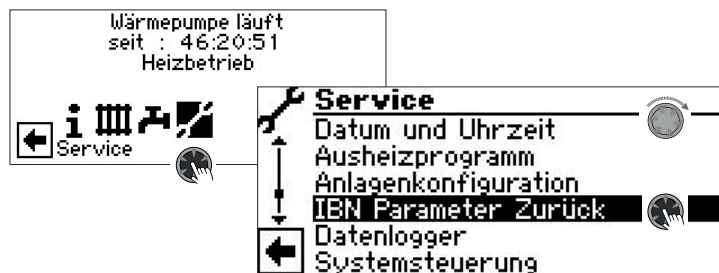 Wärmepumpe läuft
seit : 46:20:51
Heizbetrieb
Service
Service
Datum und Uhrzeit
Ausheizprogramm
Anlagenkonfiguration
IBN Parameter Zurück
Datenlogger
Systemsteuerung